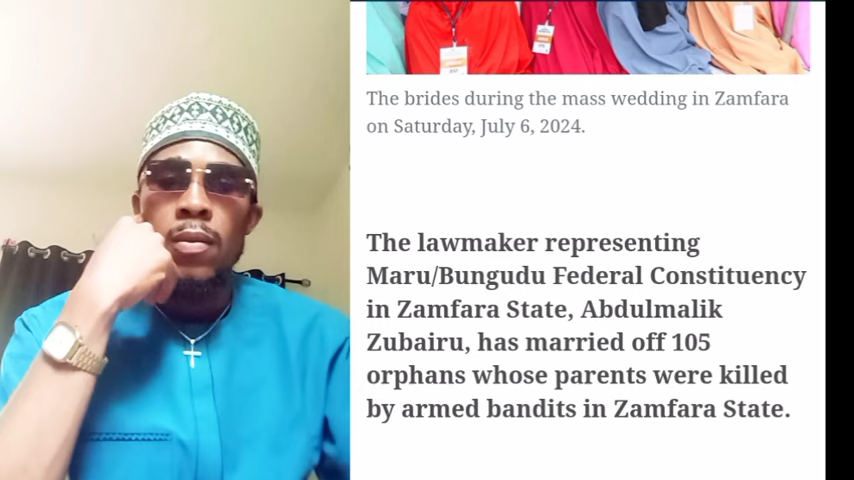 The brides during the mass wedding in Zamfara
on Saturday, July 6, 2024.
The lawmaker representing
Maru/Bungudu Federal Constituency
in Zamfara State, Abdulmalik
Zubairu, has married off 105
orphans whose parents were killed
by armed bandits in Zamfara State.